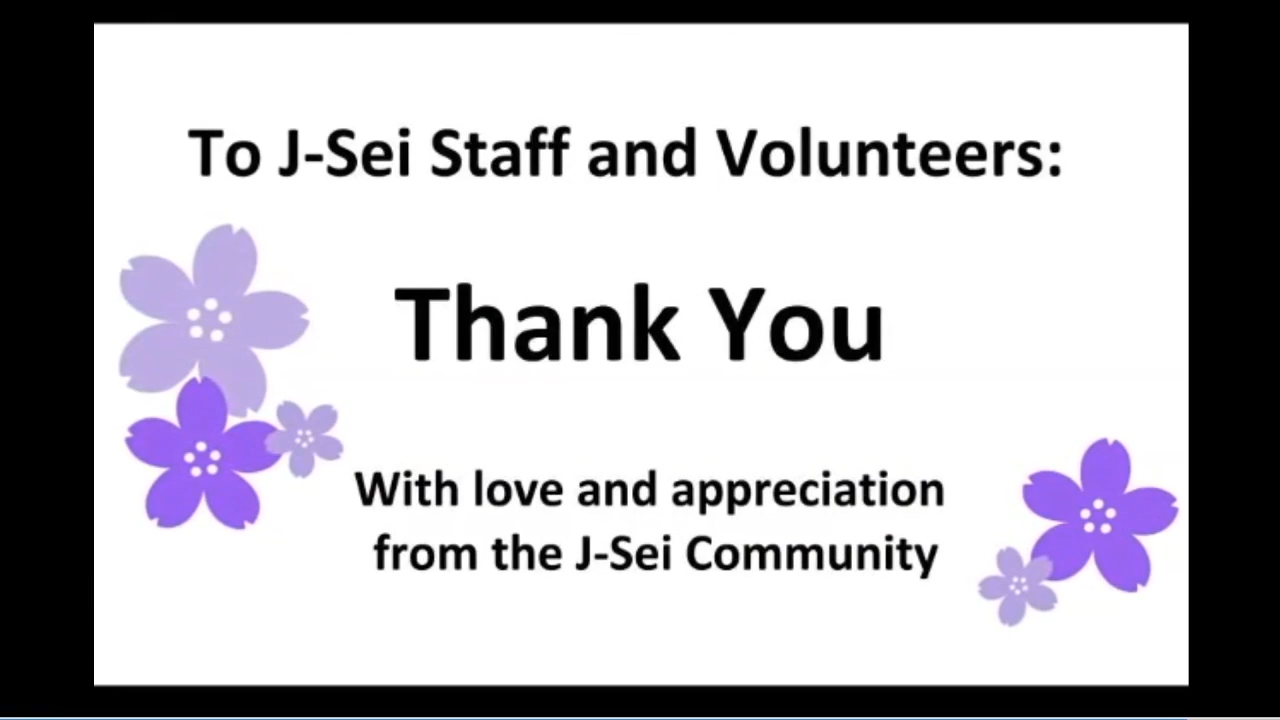 To J-Sei Staff and Volunteers:
Thank You
With love and appreciation
from the J-Sei Community